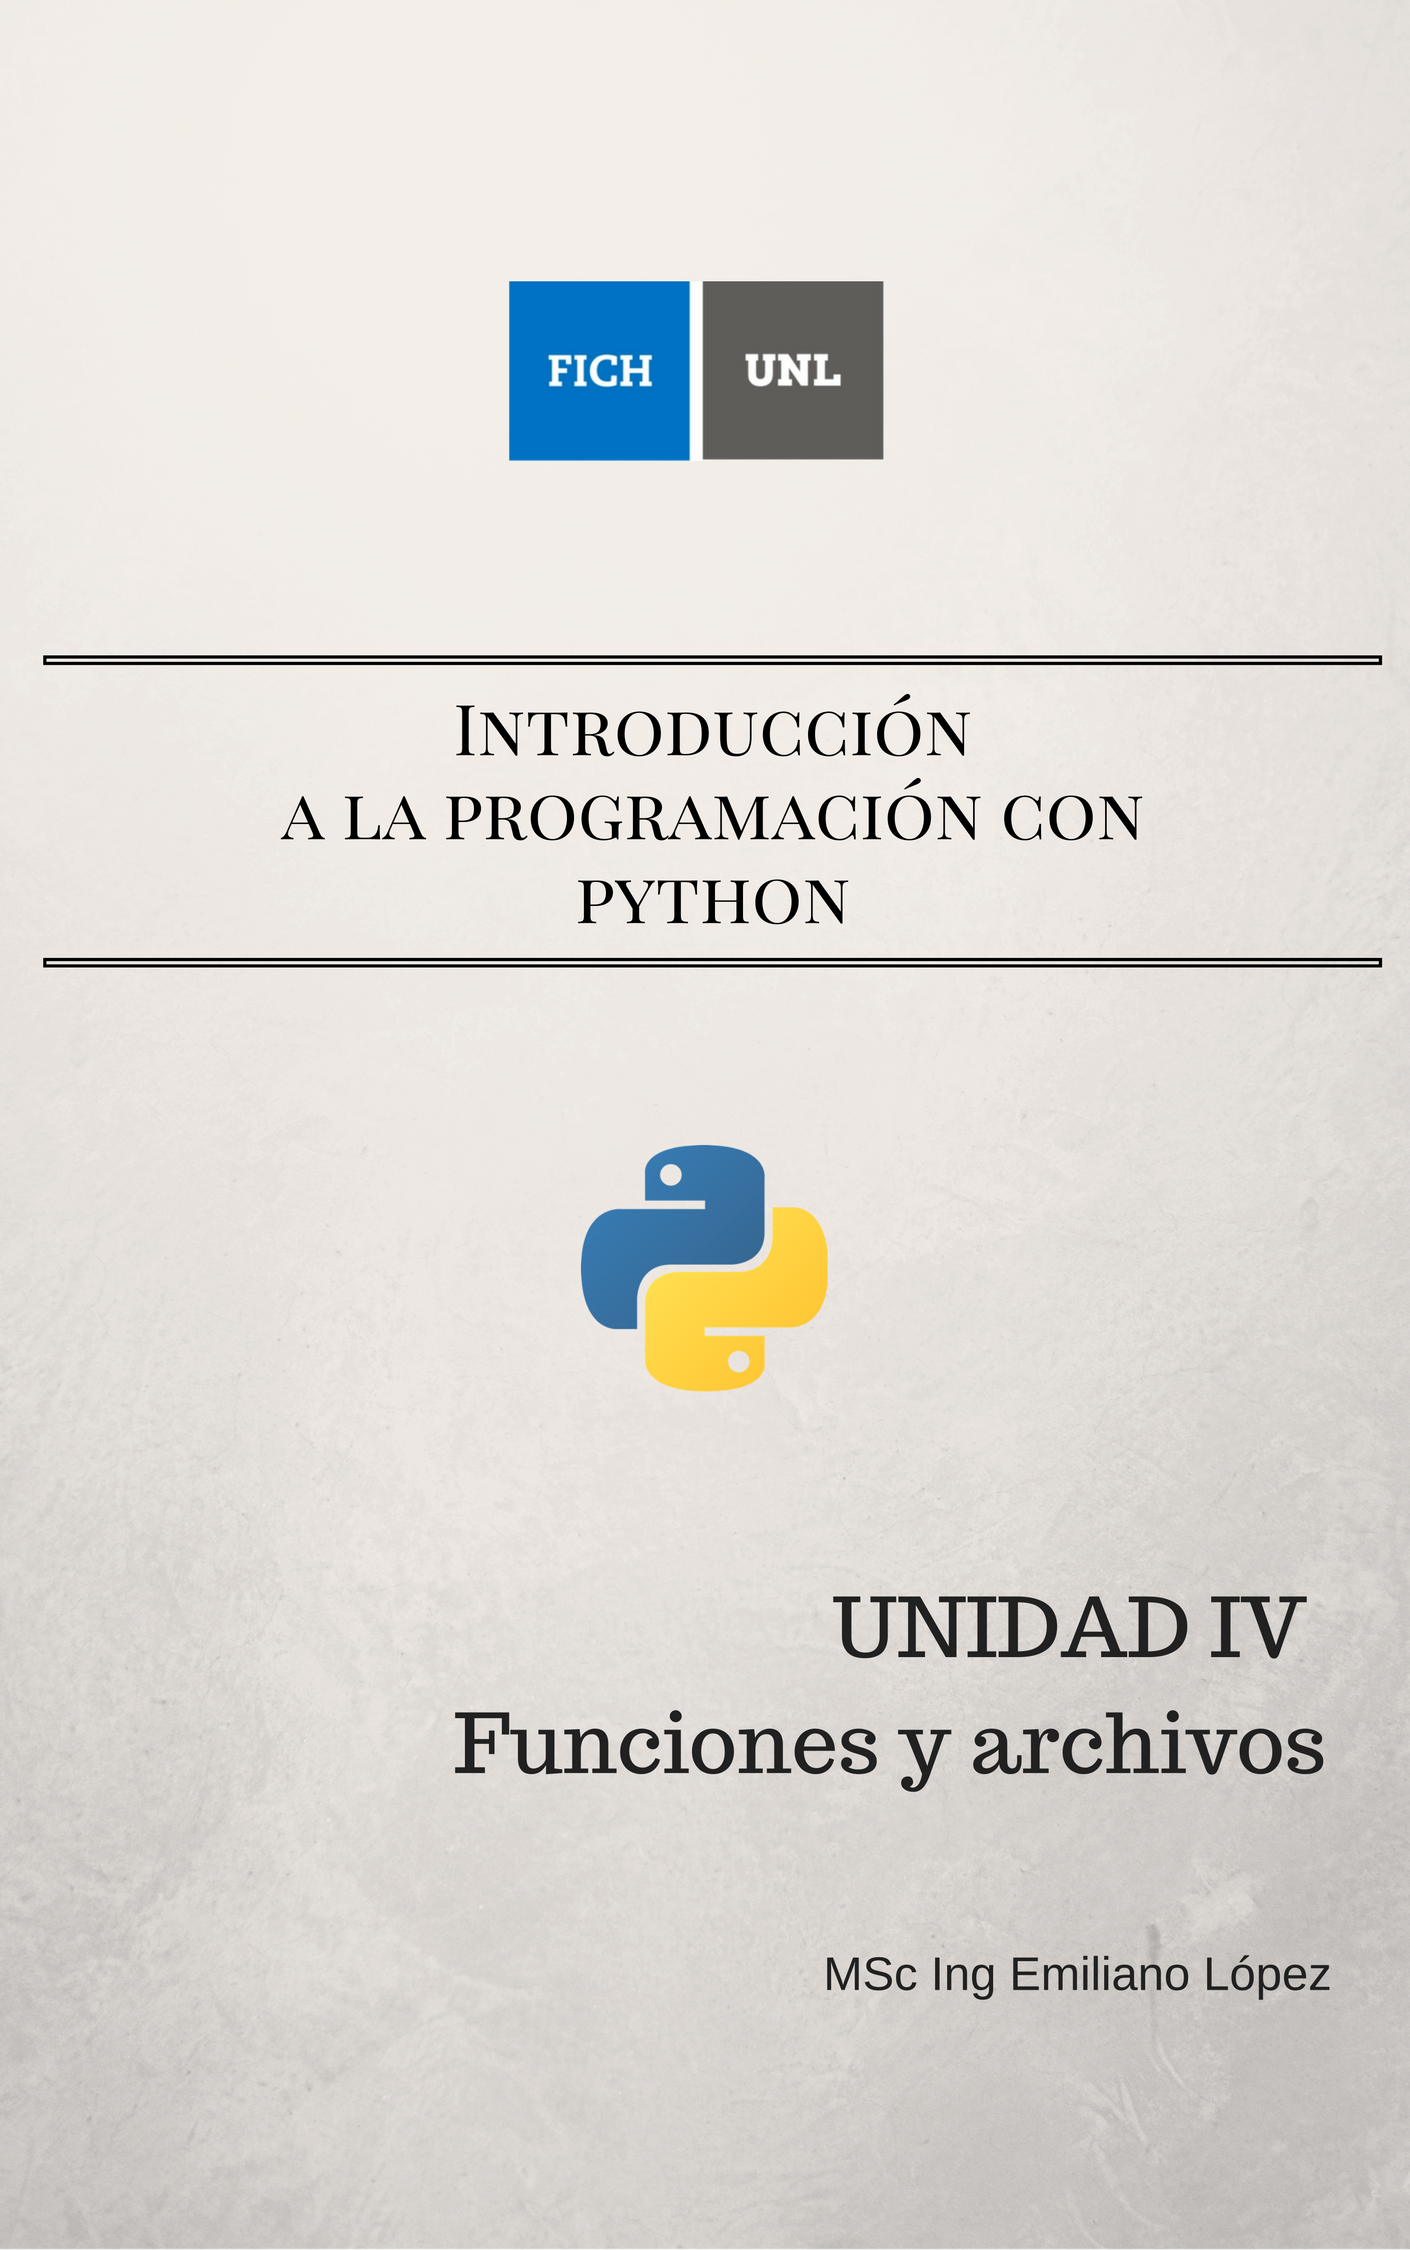 FICH UNL
Introducción
a la programación con
python
UNIDAD IV
Funciones y archivos
MSc Ing Emiliano López